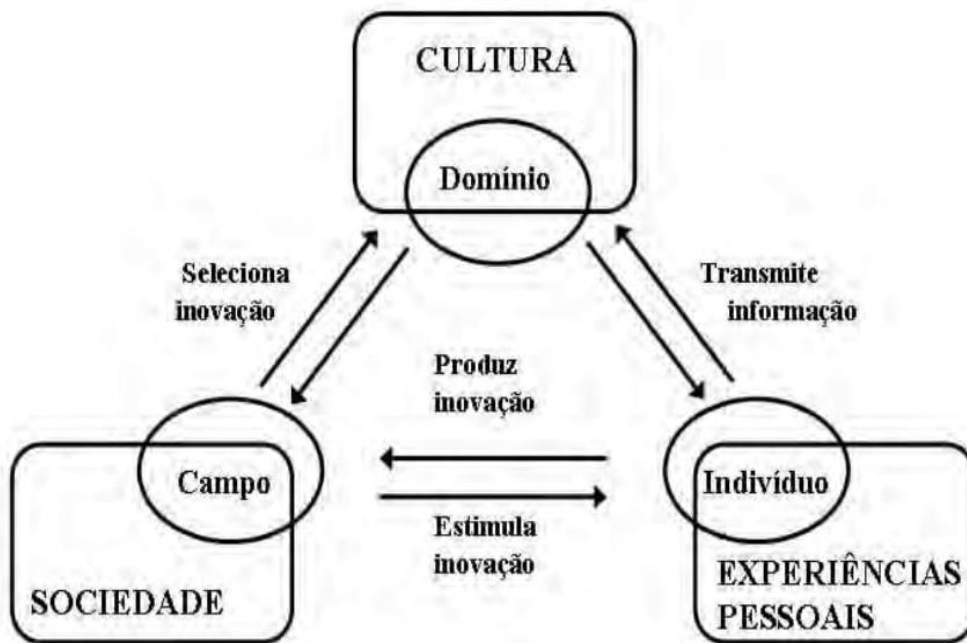 CULTURA
Domínio
Seleciona
inovação
Transmite
informação
Produz
inovação
Campo
Indivíduo
Estimula
inovação
SOCIEDADE
EXPERIÊNCIAS
PESSOAIS